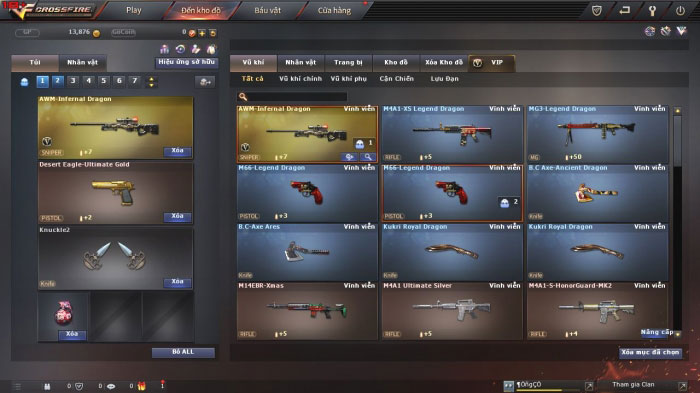 CROSSFIRE Play Đến kho đồ Báu vật Cửa hàng
GP 13,876 GoCoin 0
Hiệu ứng sở hữu
Túi Nhân vật
1 2 3 4 5 6 7
AWM-Infernal Dragon
SNIPER +7 Xóa
Desert Eagle-Ultimate Gold
PISTOL +2 Xóa
Knuckle2
Knife Xóa
Xóa
Bỏ ALL
Vũ khí Nhân vật Trang bị Kho đồ Xóa Kho đồ VIP
Tất cả Vũ khí chính Vũ khí phụ Cận Chiến Lựu Đạn
AWM-Infernal Dragon Vĩnh viễn M4A1-XS Legend Dragon Vĩnh viễn MG3-Legend Dragon Vĩnh viễn
1
SNIPER +7 RIFLE +5 MG +50
M66-Legend Dragon Vĩnh viễn M66-Legend Dragon Vĩnh viễn B.C Axe-Ancient Dragon Vĩnh viễn
2
PISTOL +3 PISTOL +3 Knife
B.C-Axe Ares Vĩnh viễn Kukri Royal Dragon Vĩnh viễn Kukri Royal Dragon Vĩnh viễn
Knife Knife Knife
M14EBR-Xmas Vĩnh viễn M4A1 Ultimate Silver Vĩnh viễn M4A1-S-HonorGuard-MK2 Vĩnh viễn
RIFLE +5 RIFLE +5 RIFLE +4 Nâng cấp
Xóa mục đã chọn
0 0 0 1 Tham gia Clan